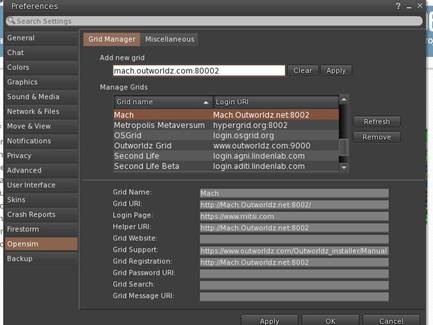 Preferences
? – ×
Search Settings
General
Chat
Colors
Graphics
Sound & Media
Network & Files
Move & View
Notifications
Privacy
Advanced
User Interface
Skins
Crash Reports
Firestorm
Opensim
Backup
Grid Manager Miscellaneous
Add new grid
mach.outworldz.com:80002 Clear Apply
Manage Grids
Grid name Login URI
Mach Mach.Outworldz.net:8002
Metropolis Metaversum hypergrid.org:8002
OSGrid login.osgrid.org
Outworldz Grid www.outworldz.com:9000
Second Life login.agni.lindenlab.com
Second Life Beta login.aditi.lindenlab.com
Refresh
Remove
Grid Name: Mach
Grid URI: http://Mach.Outworldz.net:8002/
Login Page: https://www.mitsi.com
Helper URI: http://Mach.Outworldz.net:8002
Grid Website:
Grid Support: https://www.outworldz.com/Outworldz_installer/Manual
Grid Registration: http://Mach.Outworldz.net:8002
Grid Password URI:
Grid Search:
Grid Message URI:
Apply OK Cancel